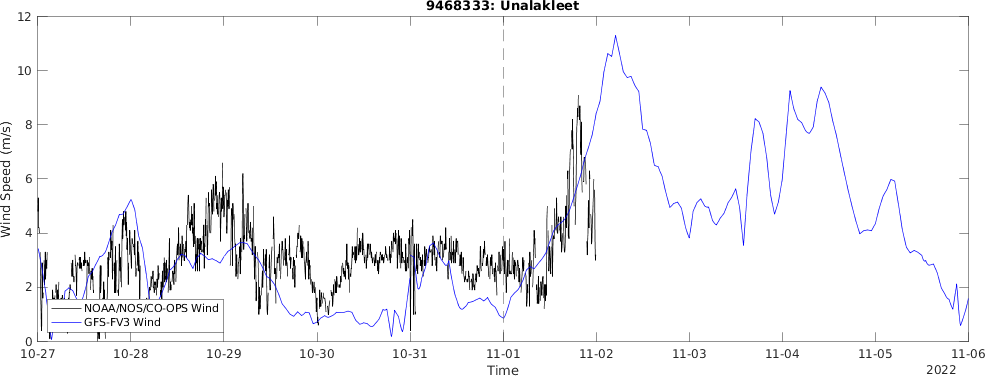 9468333: Unalakleet
12
10
8
6
4
2
0
Wind Speed (m/s)
NOAA/NOS/CO-OPS Wind
GFS-FV3 Wind
10-27 10-28 10-29 10-30 10-31 11-01 11-02 11-03 11-04 11-05 11-06
Time
2022